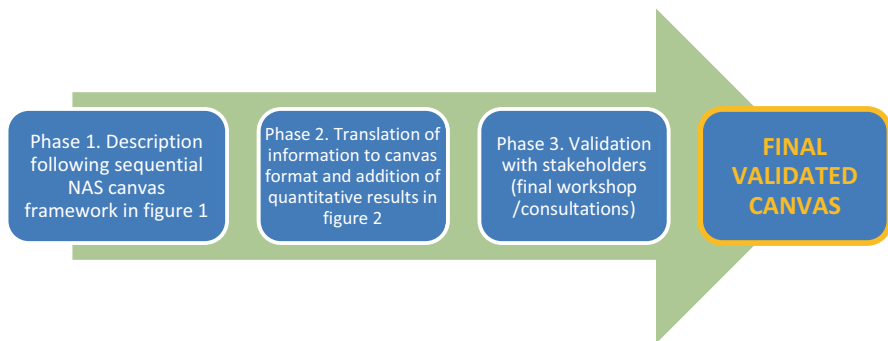 Phase 1. Description
following sequential
NAS canvas
framework in figure 1
Phase 2. Translation of
information to canvas
format and addition of
quantitative results in
figure 2
Phase 3. Validation
with stakeholders
(final workshop
/consultations)
FINAL
VALIDATED
CANVAS